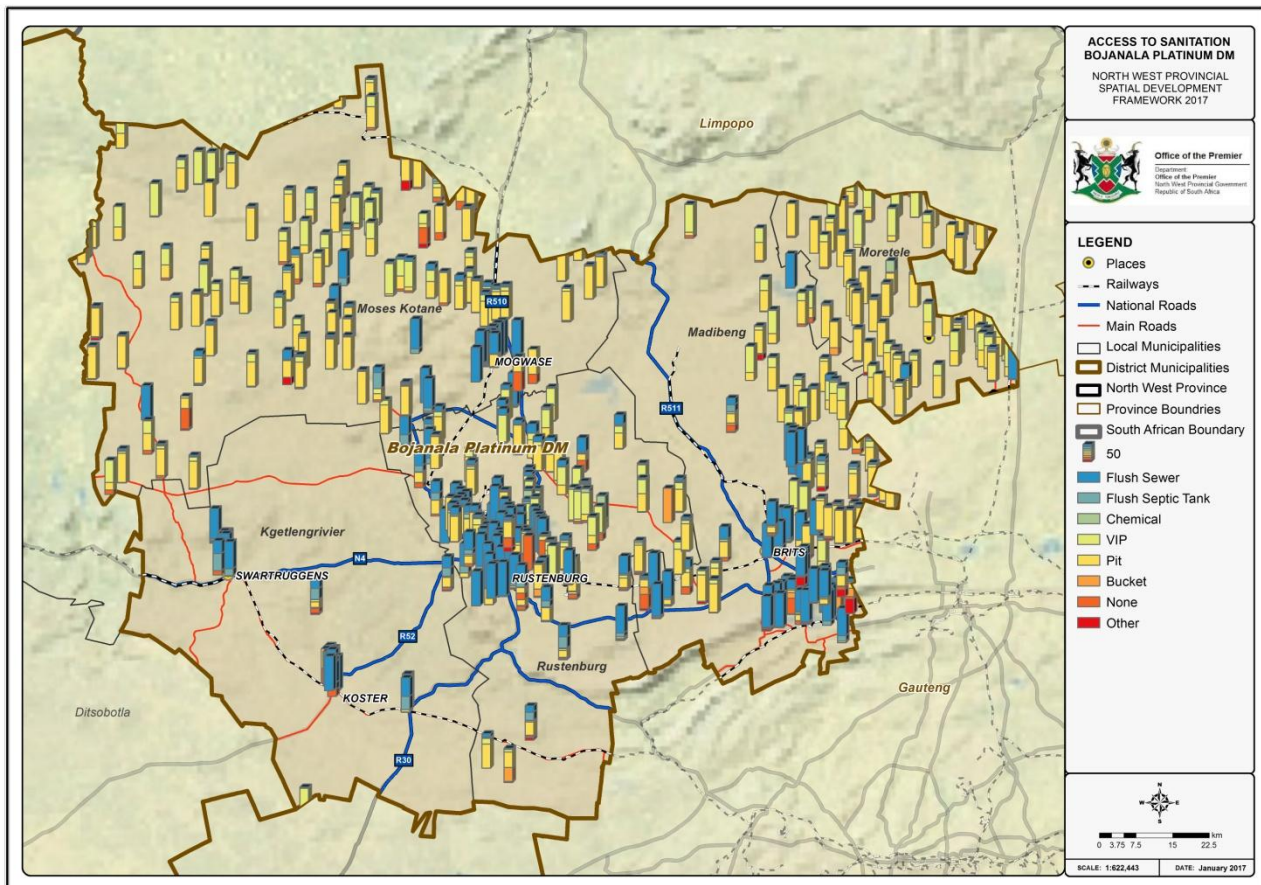 ACCESS TO SANITATION
BOJANALA PLATINUM DM
NORTH WEST PROVINCIAL
SPATIAL DEVELOPMENT
FRAMEWORK 2017
Office of the Premier
Department:
Office of the Premier
North West Provincial Government
Republic of South Africa
LEGEND
Places
Railways
National Roads
Main Roads
Local Municipalities
District Municipalities
North West Province
Province Boundries
South African Boundary
50
Flush Sewer
Flush Septic Tank
Chemical
VIP
Pit
Bucket
None
Other
N
W E
S
km
0 3.75 7.5 15 22.5
SCALE: 1:622,443 DATE: January 2017
Limpopo
Moretele
R510
Moses Kotane
Madibeng
MOGWASE
R511
Bojanala Platinum DM
Kgetlengrivier
N4
BRITS
SWARTRUGGENS
RUSTENBURG
R52
Rustenburg
Gauteng
KOSTER
Ditsobotla
R30